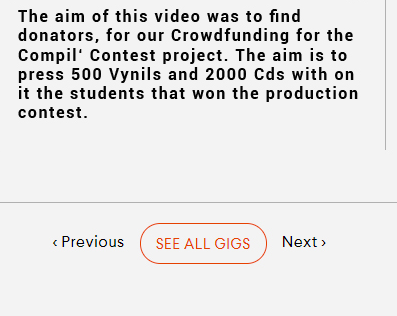 The aim of this video was to find
donators, for our Crowdfunding for the
Compil‘ Contest project. The aim is to
press 500 Vynils and 2000 Cds with on
it the students that won the production
contest.
‹ Previous SEE ALL GIGS Next ›